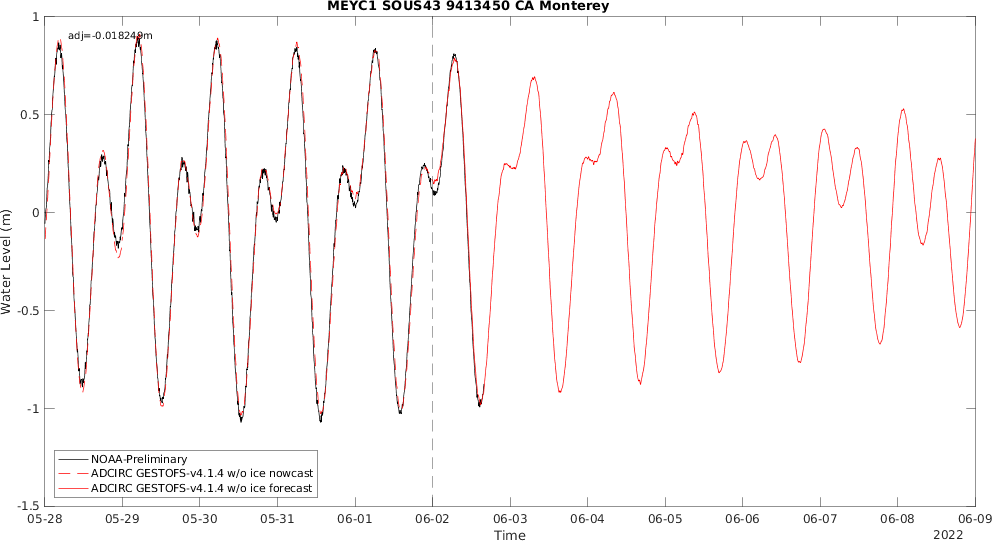 MEYC1 SOUS43 9413450 CA Monterey
adj=-0.018249m
1
0.5
0
-0.5
-1
-1.5
Water Level (m)
NOAA-Preliminary
ADCIRC GESTOFS-v4.1.4 w/o ice nowcast
ADCIRC GESTOFS-v4.1.4 w/o ice forecast
05-28 05-29 05-30 05-31 06-01 06-02 06-03 06-04 06-05 06-06 06-07 06-08 06-09
Time
2022